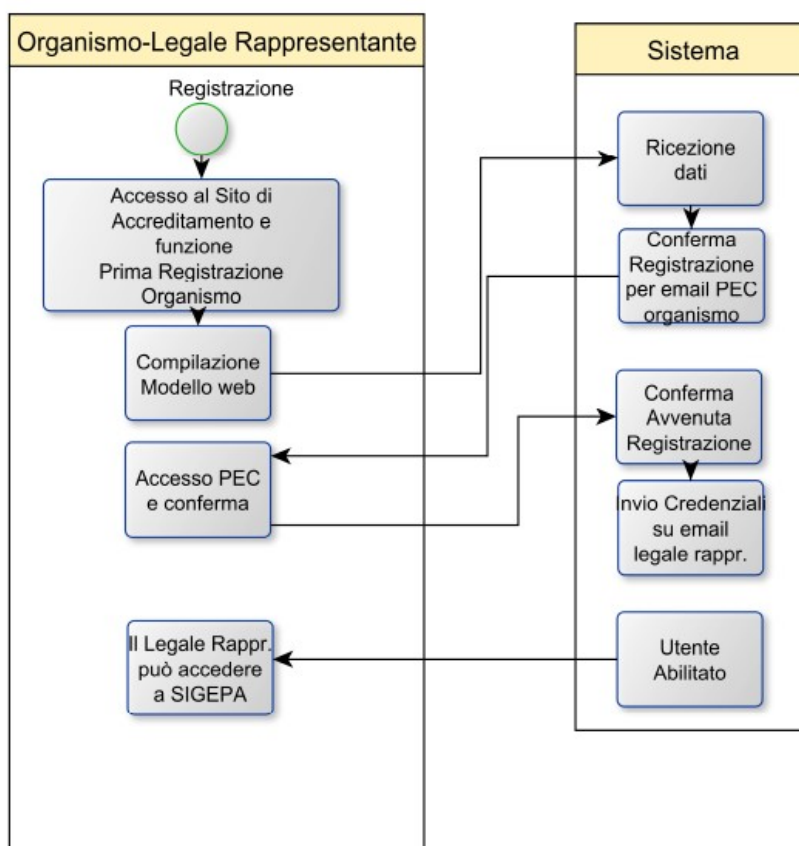 Organismo-Legale Rappresentante
Registrazione
Accesso al Sito di
Accreditamento e
funzione
Prima Registrazione
Organismo
Compilazione
Modello web
Accesso PEC
e conferma
Il Legale Rappr.
può accedere
a SIGEPA
Sistema
Ricezione
dati
Conferma
Registrazione
per email PEC
organismo
Conferma
Avvenuta
Registrazione
Invio Credenziali
su email
legale rappr.
Utente
Abilitato